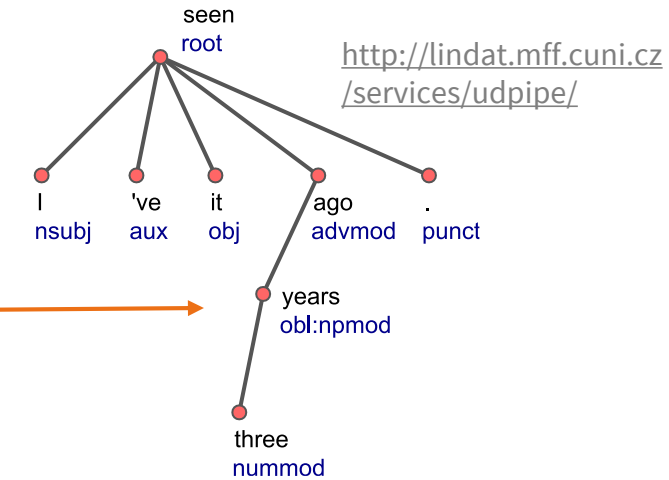 seen
root
http://lindat.mff.cuni.cz
/services/udpipe/
I 've it ago .
nsubj aux obj advmod punct
years
obl:npmod
three
nummod